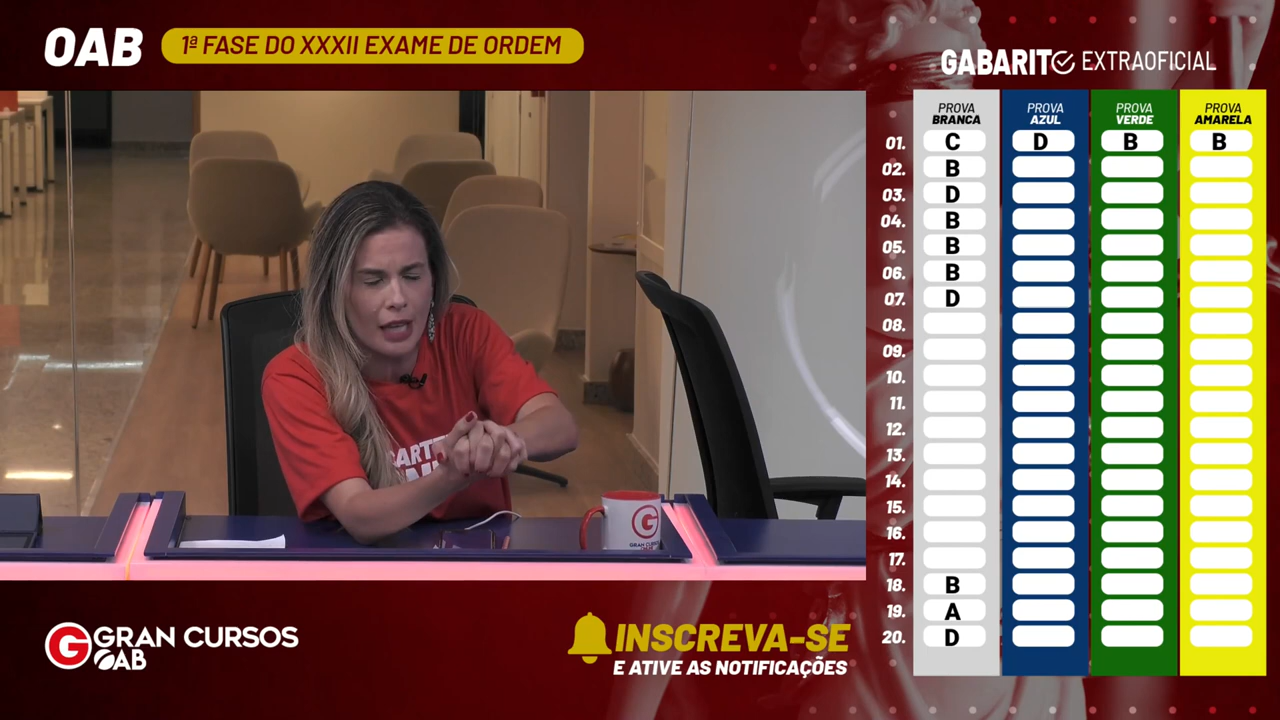 OAB
1ª FASE DO XXXII EXAME DE ORDEM
GABARITO EXTRAOFICIAL
PROVA BRANCA
PROVA AZUL
PROVA VERDE
PROVA AMARELA
01. C D B B
02. B
03. D
04. B
05. B
06. B
07. D
08.
09.
10.
11.
12.
13.
14.
15.
16.
17.
18. B
19. A
20. D
G
GRAN CURSOS
GRAN CURSOS
OAB
INSCREVA-SE
E ATIVE AS NOTIFICAÇÕES